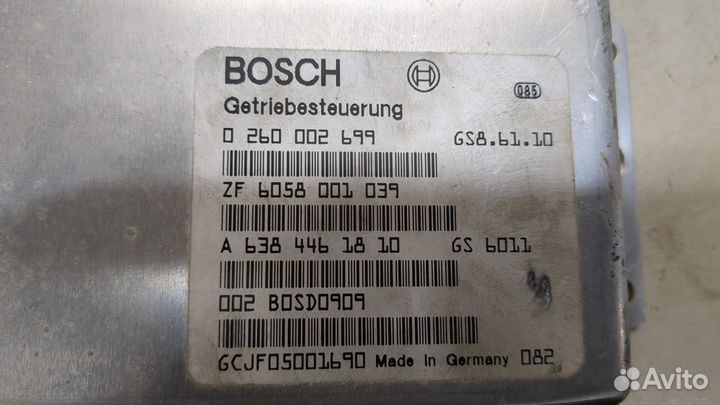 BOSCH
085
Getriebesteuerung
0 260 002 699 GS8.61.10
ZF 6058 001 039
A 638 446 18 10 GS 6011
002 BOSD0909
GCJF05001690 Made in Germany 082
Avito